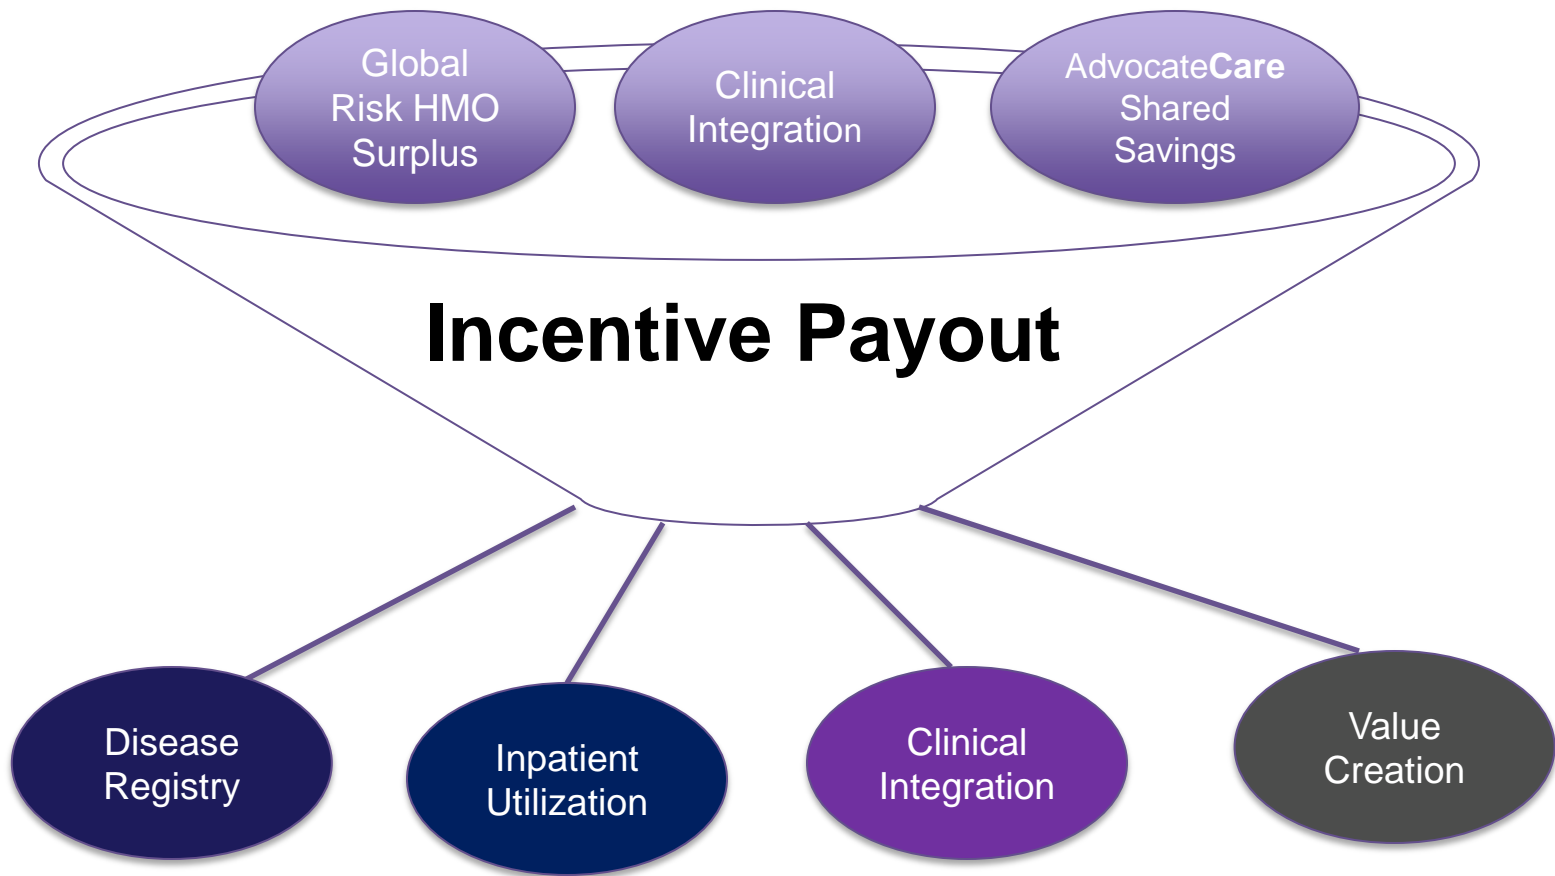 Global
Risk HMO
Surplus
Clinical
Integration
AdvocateCare
Shared
Savings
Incentive Payout
Disease
Registry
Inpatient
Utilization
Clinical
Integration
Value
Creation